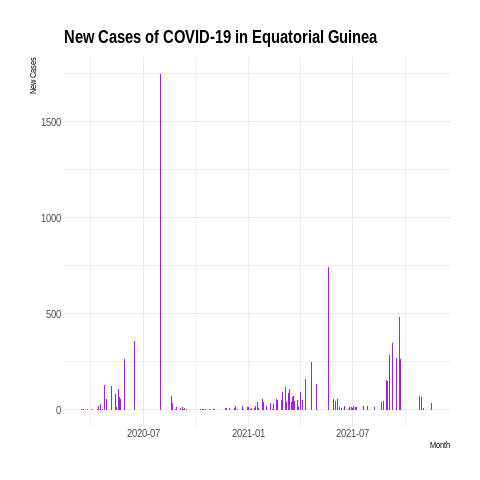 New Cases of COVID-19 in Equatorial Guinea
New Cases
1500
1000
500
0
2020-07
2021-01
2021-07
Month